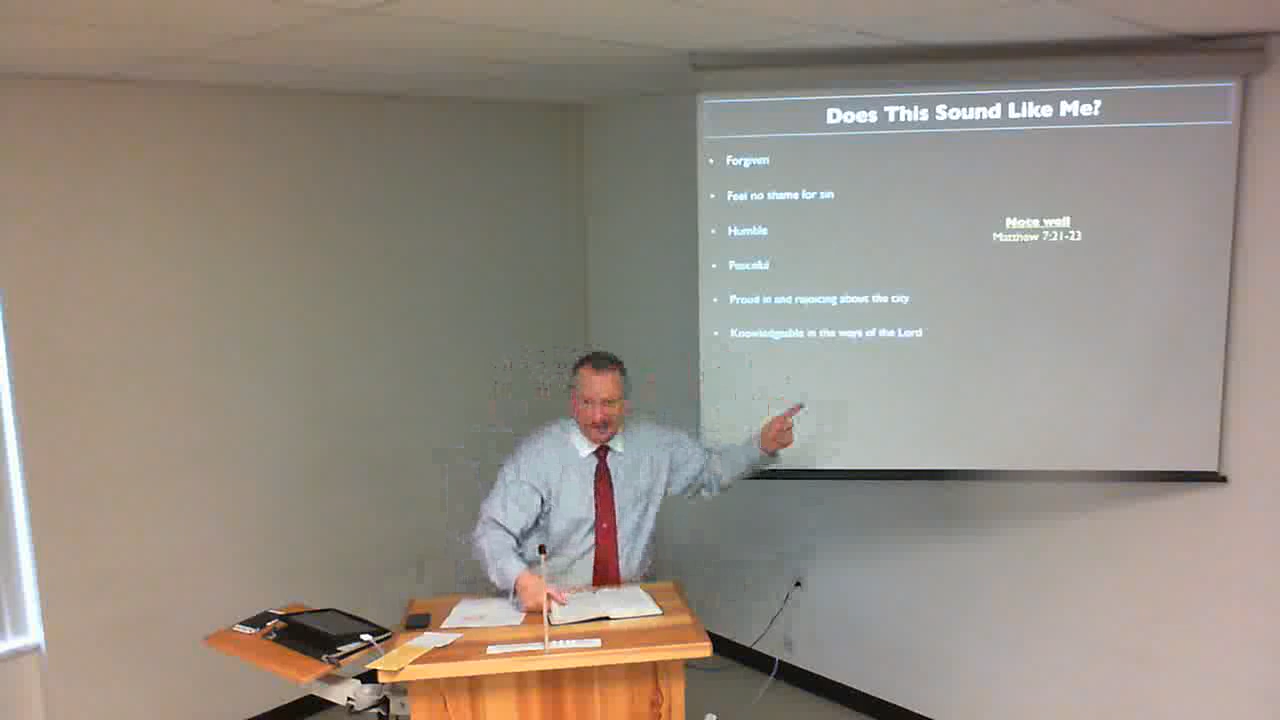 Does This Sound Like Me?
• Forgiven
• Feel no shame for sin
• Humble
• Peaceful
• Proud in and rejoicing about the city
• Knowledgeable in the ways of the Lord
Note well
Matthew 7:21-23